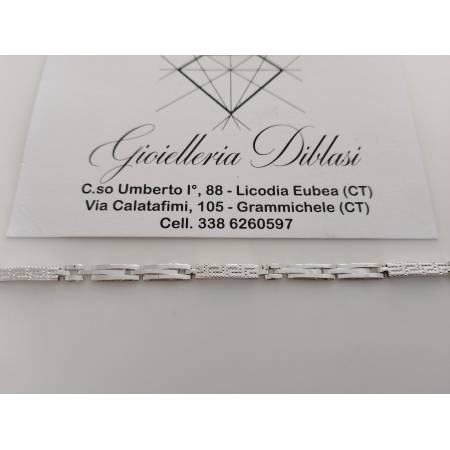 Gioielleria Diblasi
C.so Umberto I°, 88 - Licodia Eubea (CT)
Via Calatafimi, 105 - Grammichele (CT)
Cell. 338 6260597